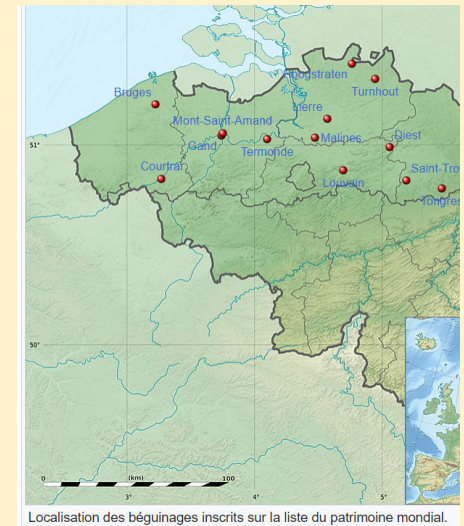 Hoogstraten
Turnhout
Bruges
Lierre
Mont-Saint-Amand
Malines
Diest
51°
Gand
Termonde
Courtrai
Louvain
Saint-Tro
Tongres
50°
0 (km) 100
3° 4° 5°
Localisation des béguinages inscrits sur la liste du patrimoine mondial.